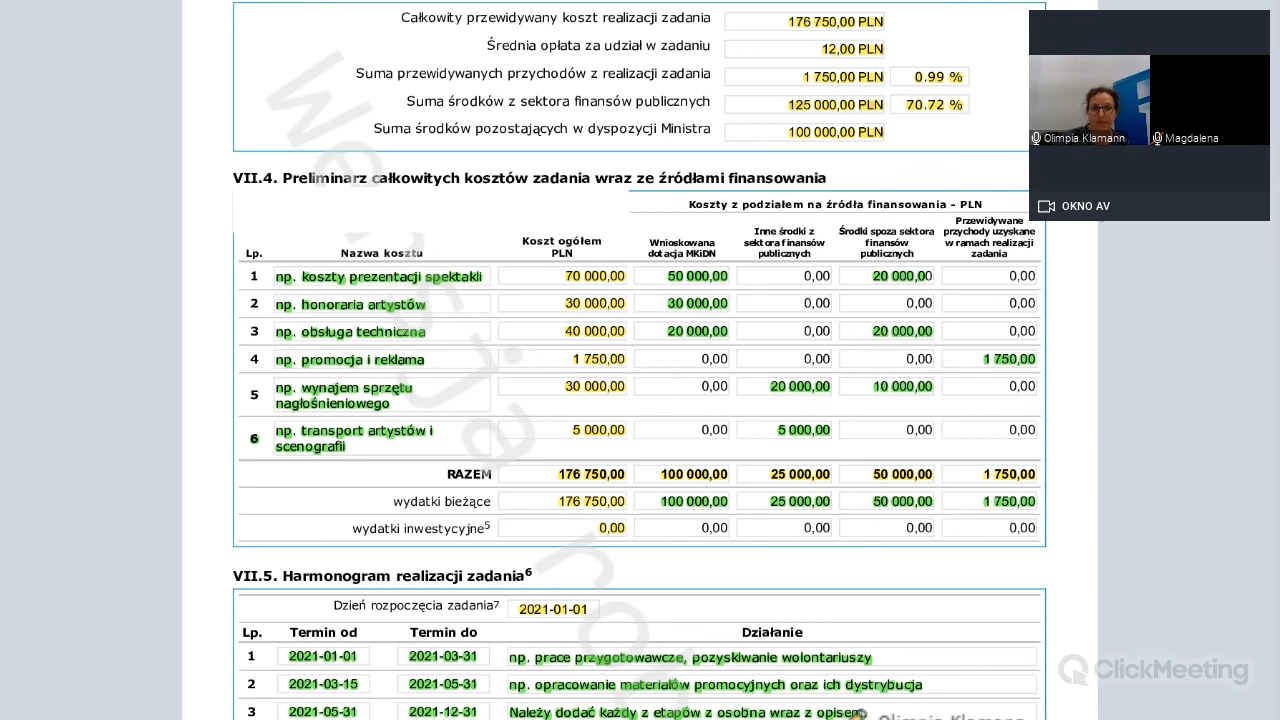 Całkowity przewidywany koszt realizacji zadania 176 750,00 PLN
Średnia opłata za udział w zadaniu 12,00 PLN
Suma przewidywanych przychodów z realizacji zadania 1 750,00 PLN 0.99 %
Suma środków z sektora finansów publicznych 125 000,00 PLN 70.72 %
Suma środków pozostających w dyspozycji Ministra 100 000,00 PLN
Olimpia Klamann Magdalena
OKNO AV
VII.4. Preliminarz całkowitych kosztów zadania wraz ze źródłami finansowania
Koszty z podziałem na źródła finansowania - PLN
Lp. Nazwa kosztu Koszt ogółem PLN Wnioskowana dotacja MKiDN Inne środki z sektora finansów publicznych Środki spoza sektora finansów publicznych Przewidywane przychody uzyskane w ramach realizacji zadania
1 np. koszty prezentacji spektakli 70 000,00 50 000,00 0,00 20 000,00 0,00
2 np. honoraria artystów 30 000,00 30 000,00 0,00 0,00 0,00
3 np. obsługa techniczna 40 000,00 20 000,00 0,00 20 000,00 0,00
4 np. promocja i reklama 1 750,00 0,00 0,00 0,00 1 750,00
5 np. wynajem sprzętu nagłośnieniowego 30 000,00 0,00 20 000,00 10 000,00 0,00
6 np. transport artystów i scenografii 5 000,00 0,00 5 000,00 0,00 0,00
RAZEM 176 750,00 100 000,00 25 000,00 50 000,00 1 750,00
wydatki bieżące 176 750,00 100 000,00 25 000,00 50 000,00 1 750,00
wydatki inwestycyjne5 0,00 0,00 0,00 0,00 0,00
VII.5. Harmonogram realizacji zadania6
Dzień rozpoczęcia zadania7 2021-01-01
Lp. Termin od Termin do Działanie
1 2021-01-01 2021-03-31 np. prace przygotowawcze, pozyskiwanie wolontariuszy
2 2021-03-15 2021-05-31 np. opracowanie materiałów promocyjnych oraz ich dystrybucja
3 2021-05-31 2021-12-31 Należy dodać każdy z etapów z osobna wraz z opisem
Olimpia Klamann
ClickMeeting
Wersja rob